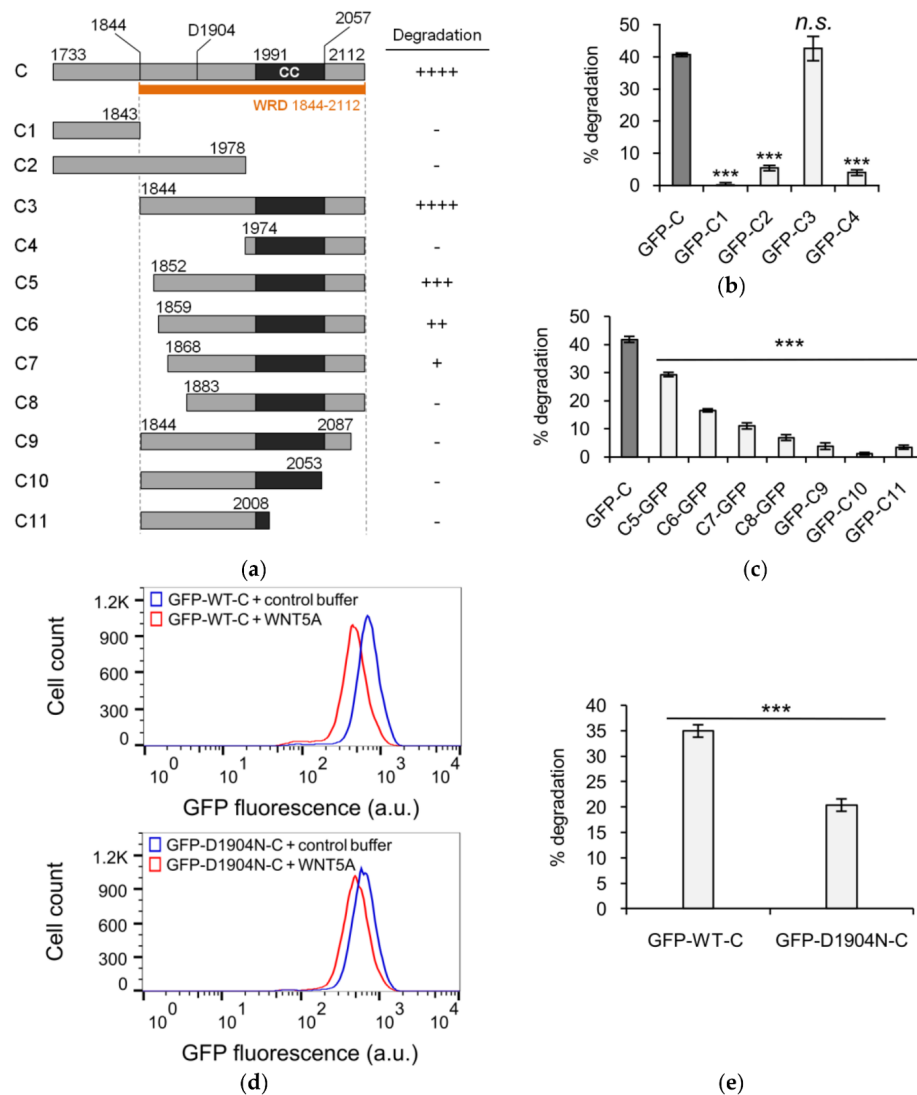 2057
1844
D1904
Degradation
1733
1991
2112
C
CC
++++
WRD 1844-2112
1843
C1
-
1978
C2
-
1844
C3
++++
1974
C4
-
1852
C5
+++
1859
C6
++
1868
C7
+
1883
C8
-
1844
2087
C9
-
2053
C10
-
2008
C11
-
(a)
% degradation
50
40
30
20
10
0
n.s.
***
***
***
GFP-C
GFP-C1
GFP-C2
GFP-C3
GFP-C4
(b)
% degradation
50
40
30
20
10
0
***
GFP-C
C5-GFP
C6-GFP
C7-GFP
C8-GFP
GFP-C9
GFP-C10
GFP-C11
(c)
Cell count
1.2K
900
600
300
0
GFP-WT-C + control buffer
GFP-WT-C + WNT5A
10^0
10^1
10^2
10^3
10^4
GFP fluorescence (a.u.)
Cell count
1.2K
900
600
300
0
GFP-D1904N-C + control buffer
GFP-D1904N-C + WNT5A
10^0
10^1
10^2
10^3
10^4
GFP fluorescence (a.u.)
(d)
% degradation
40
35
30
25
20
15
10
5
0
***
GFP-WT-C
GFP-D1904N-C
(e)